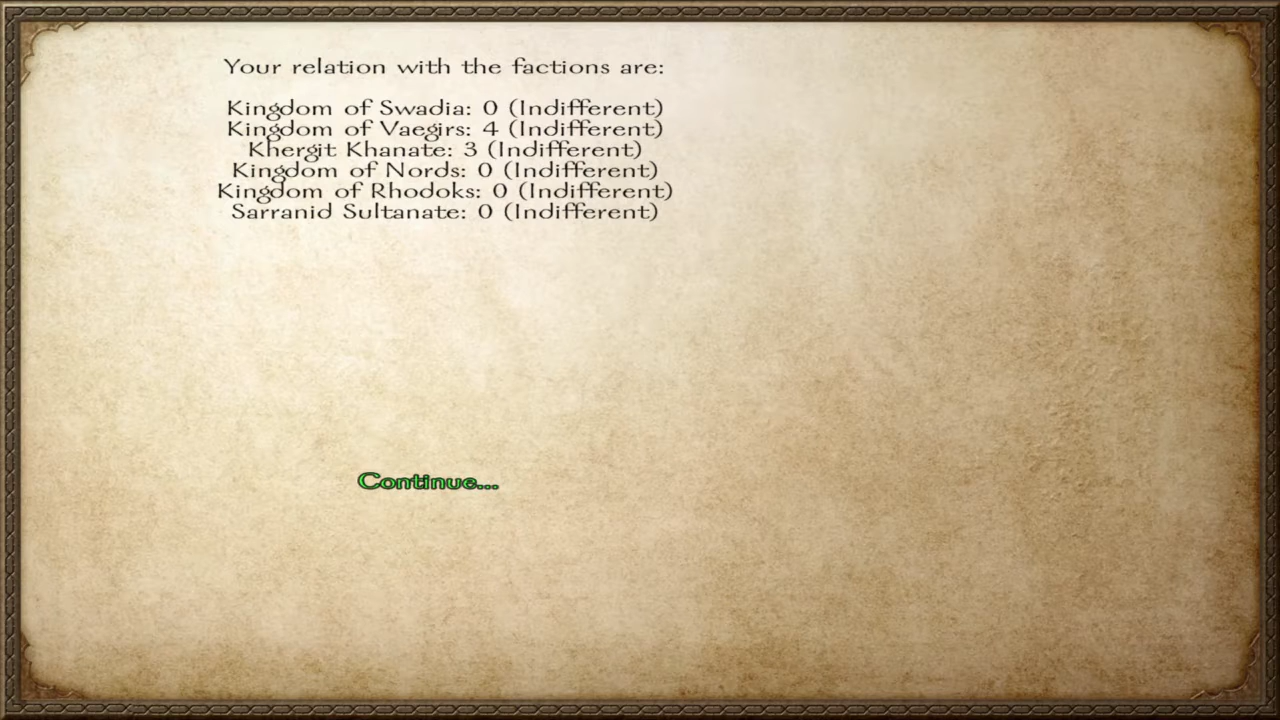 Your relation with the factions are:
Kingdom of Swadia: 0 (Indifferent)
Kingdom of Vaegirs: 4 (Indifferent)
Khergit Khanate: 3 (Indifferent)
Kingdom of Nords: 0 (Indifferent)
Kingdom of Rhodoks: 0 (Indifferent)
Sarranid Sultanate: 0 (Indifferent)
Continue...